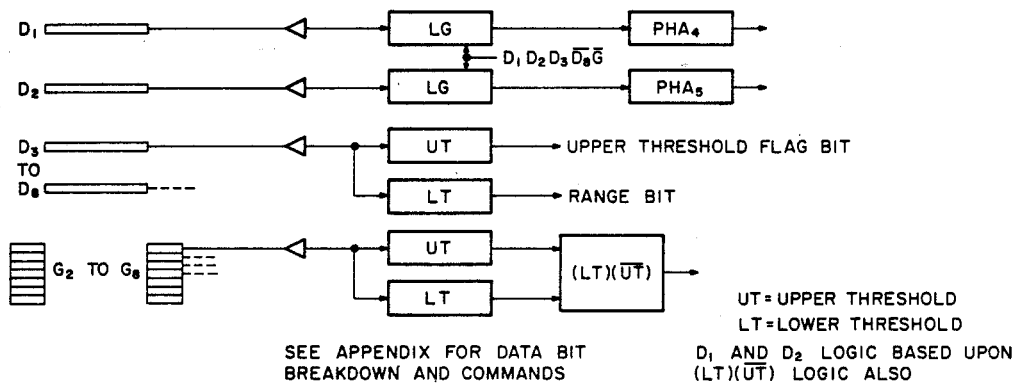 D₁ LG PHA₄
D₁ D₂ D₃ D̅₈ G̅
D₂ LG PHA₅
D₃ UT UPPER THRESHOLD FLAG BIT
TO
D₈ LT RANGE BIT
G₂ TO G₈ UT
(LT)(U̅T̅)
LT
UT=UPPER THRESHOLD
LT=LOWER THRESHOLD
SEE APPENDIX FOR DATA BIT
BREAKDOWN AND COMMANDS
D₁ AND D₂ LOGIC BASED UPON
(LT)(U̅T̅) LOGIC ALSO